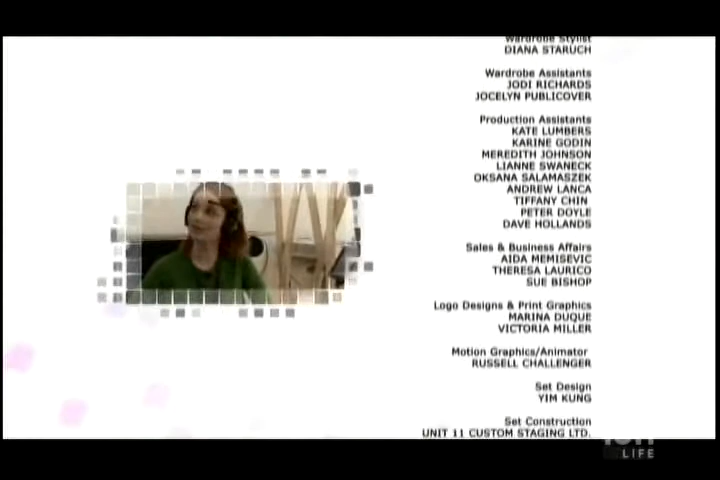 Wardrobe Stylist
DIANA STARUCH
Wardrobe Assistants
JODI RICHARDS
JOCELYN PUBLICOVER
Production Assistants
KATE LUMBERS
KARINE GODIN
MEREDITH JOHNSON
LIANNE SWANECK
OKSANA SALAMASZEK
ANDREW LANCA
TIFFANY CHIN
PETER DOYLE
DAVE HOLLANDS
Sales & Business Affairs
AIDA MEMISEVIC
THERESA LAURICO
SUE BISHOP
Logo Designs & Print Graphics
MARINA DUQUE
VICTORIA MILLER
Motion Graphics/Animator
RUSSELL CHALLENGER
Set Design
YIM KUNG
Set Construction
UNIT 11 CUSTOM STAGING LTD.
ion
LIFE